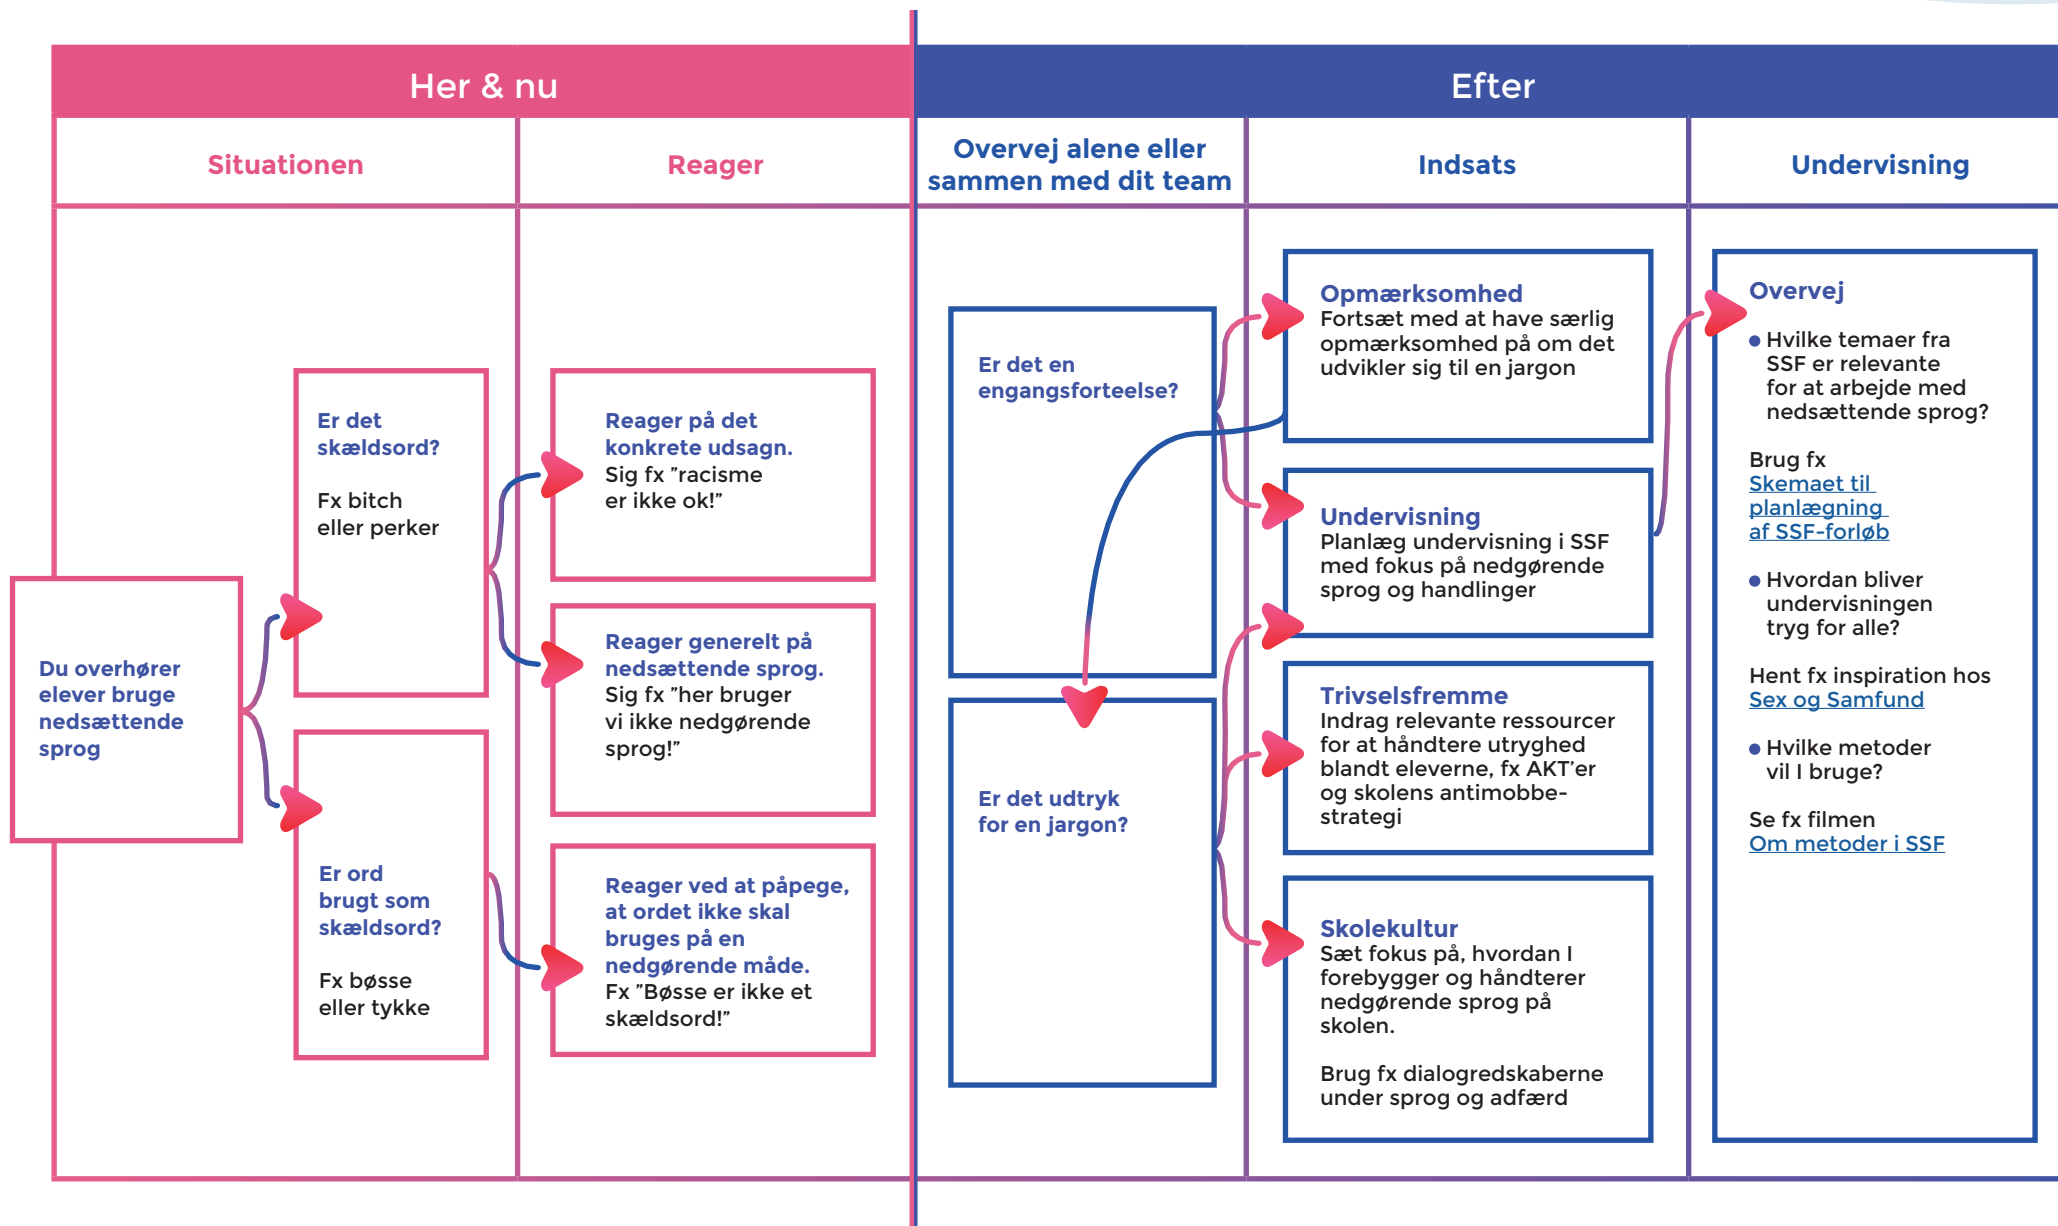 Her & nu
Efter
Situationen
Reager
Overvej alene eller
sammen med dit team
Indsats
Undervisning
Du overhører
elever bruge
nedsættende
sprog
Er det
skældsord?
Fx bitch
eller perker
Er ord
brugt som
skældsord?
Fx bøsse
eller tykke
Reager på det
konkrete udsagn.
Sig fx ”racisme
er ikke ok!”
Reager generelt på
nedsættende sprog.
Sig fx ”her bruger
vi ikke nedgørende
sprog!”
Reager ved at påpege,
at ordet ikke skal
bruges på en
nedgørende måde.
Fx ”Bøsse er ikke et
skældsord!”
Er det en
engangsforteelse?
Er det udtryk
for en jargon?
Opmærksomhed
Fortsæt med at have særlig
opmærksomhed på om det
udvikler sig til en jargon
Undervisning
Planlæg undervisning i SSF
med fokus på nedgørende
sprog og handlinger
Trivselsfremme
Indrag relevante ressourcer
for at håndtere utryghed
blandt eleverne, fx AKT’er
og skolens antimobbe-
strategi
Skolekultur
Sæt fokus på, hvordan I
forebygger og håndterer
nedgørende sprog på
skolen.
Brug fx dialogredskaberne
under sprog og adfærd
Overvej
• Hvilke temaer fra
SSF er relevante
for at arbejde med
nedsættende sprog?
Brug fx
Skemaet til
planlægning
af SSF-forløb
• Hvordan bliver
undervisningen
tryg for alle?
Hent fx inspiration hos
Sex og Samfund
• Hvilke metoder
vil I bruge?
Se fx filmen
Om metoder i SSF